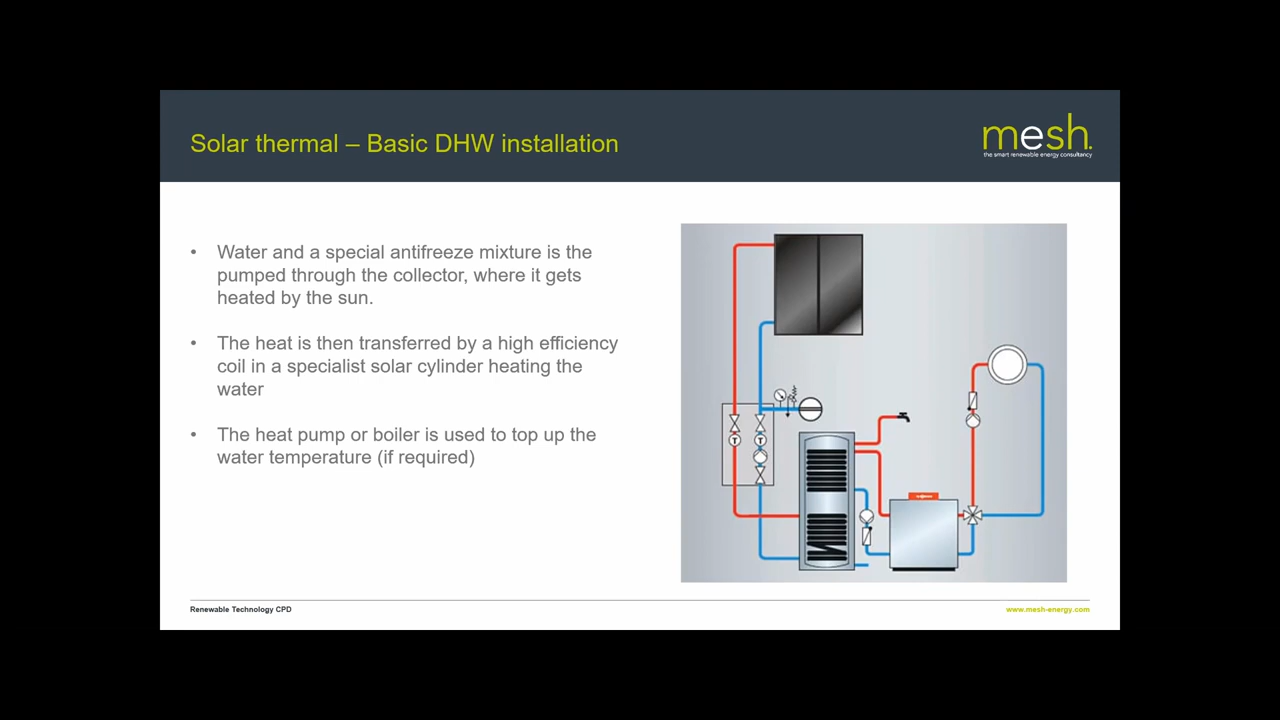 Solar thermal – Basic DHW installation
mesh.
the smart renewable energy consultancy
• Water and a special antifreeze mixture is the
pumped through the collector, where it gets
heated by the sun.
• The heat is then transferred by a high efficiency
coil in a specialist solar cylinder heating the
water
• The heat pump or boiler is used to top up the
water temperature (if required)
T T
Renewable Technology CPD
www.mesh-energy.com